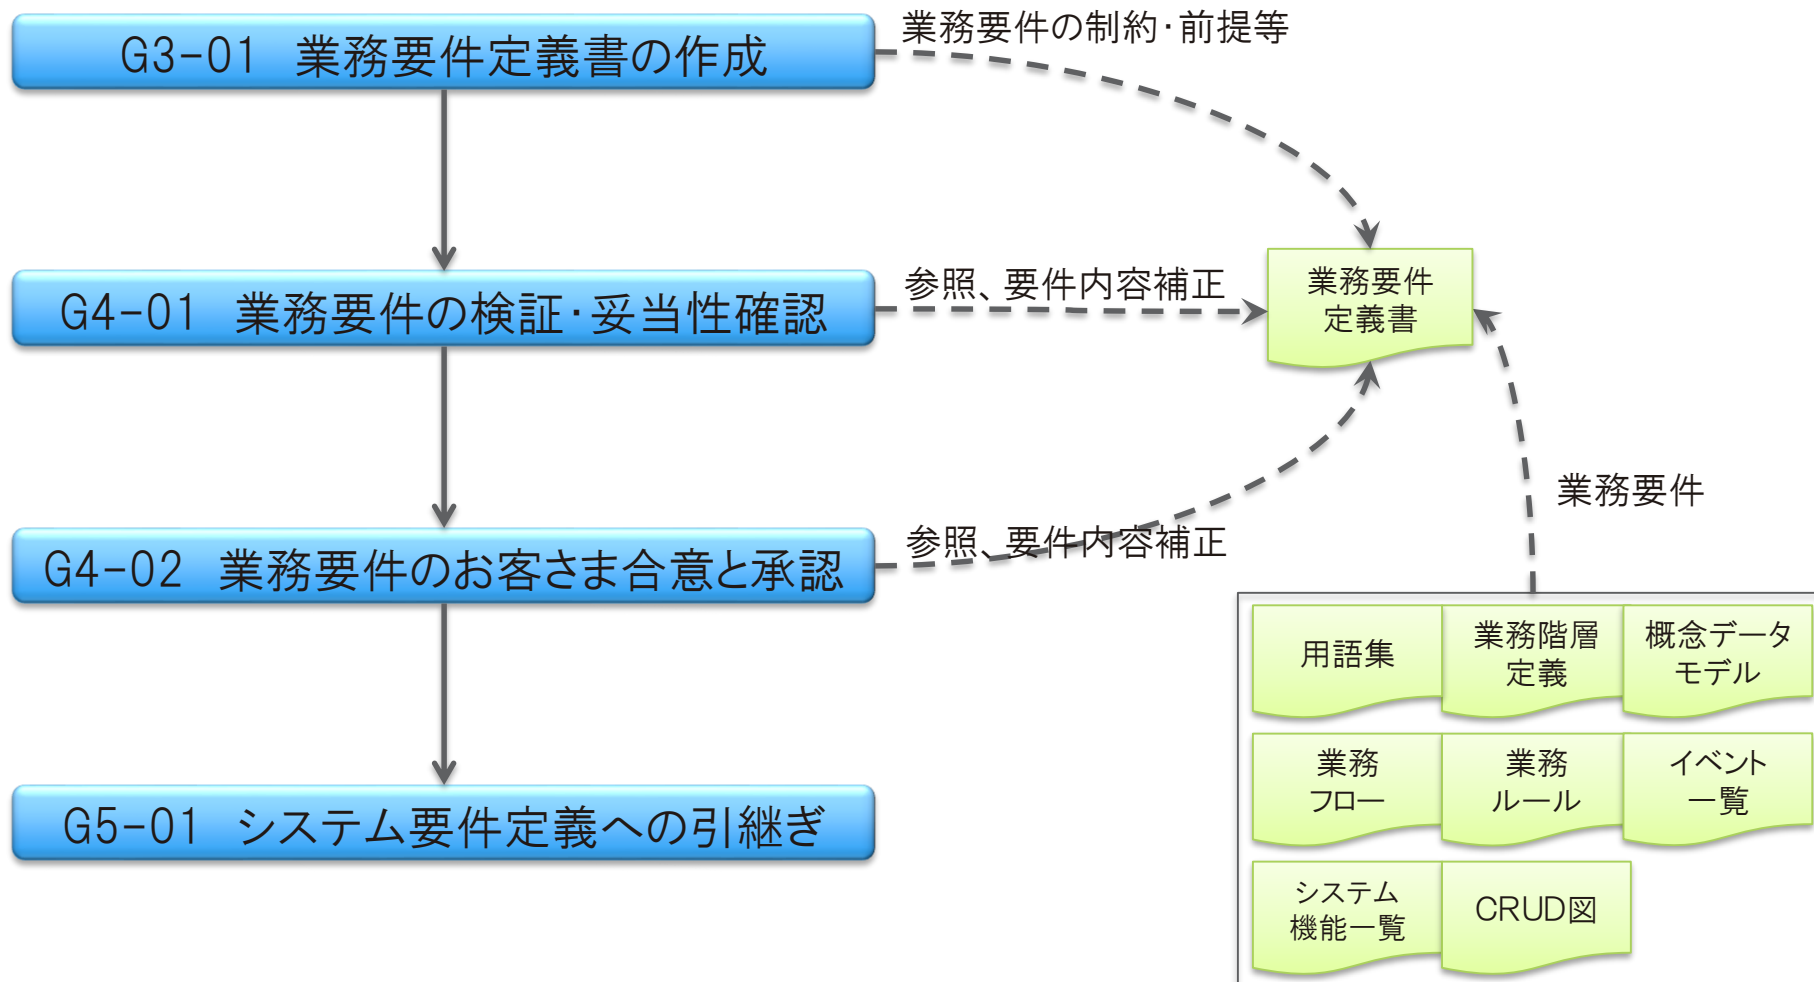 G3-01 業務要件定義書の作成
業務要件の制約･前提等
G4-01 業務要件の検証･妥当性確認
参照、要件内容補正
業務要件
定義書
G4-02 業務要件のお客さま合意と承認
参照、要件内容補正
業務要件
G5-01 システム要件定義への引継ぎ
用語集
業務階層
定義
概念データ
モデル
業務
フロー
業務
ルール
イベント
一覧
システム
機能一覧
CRUD図